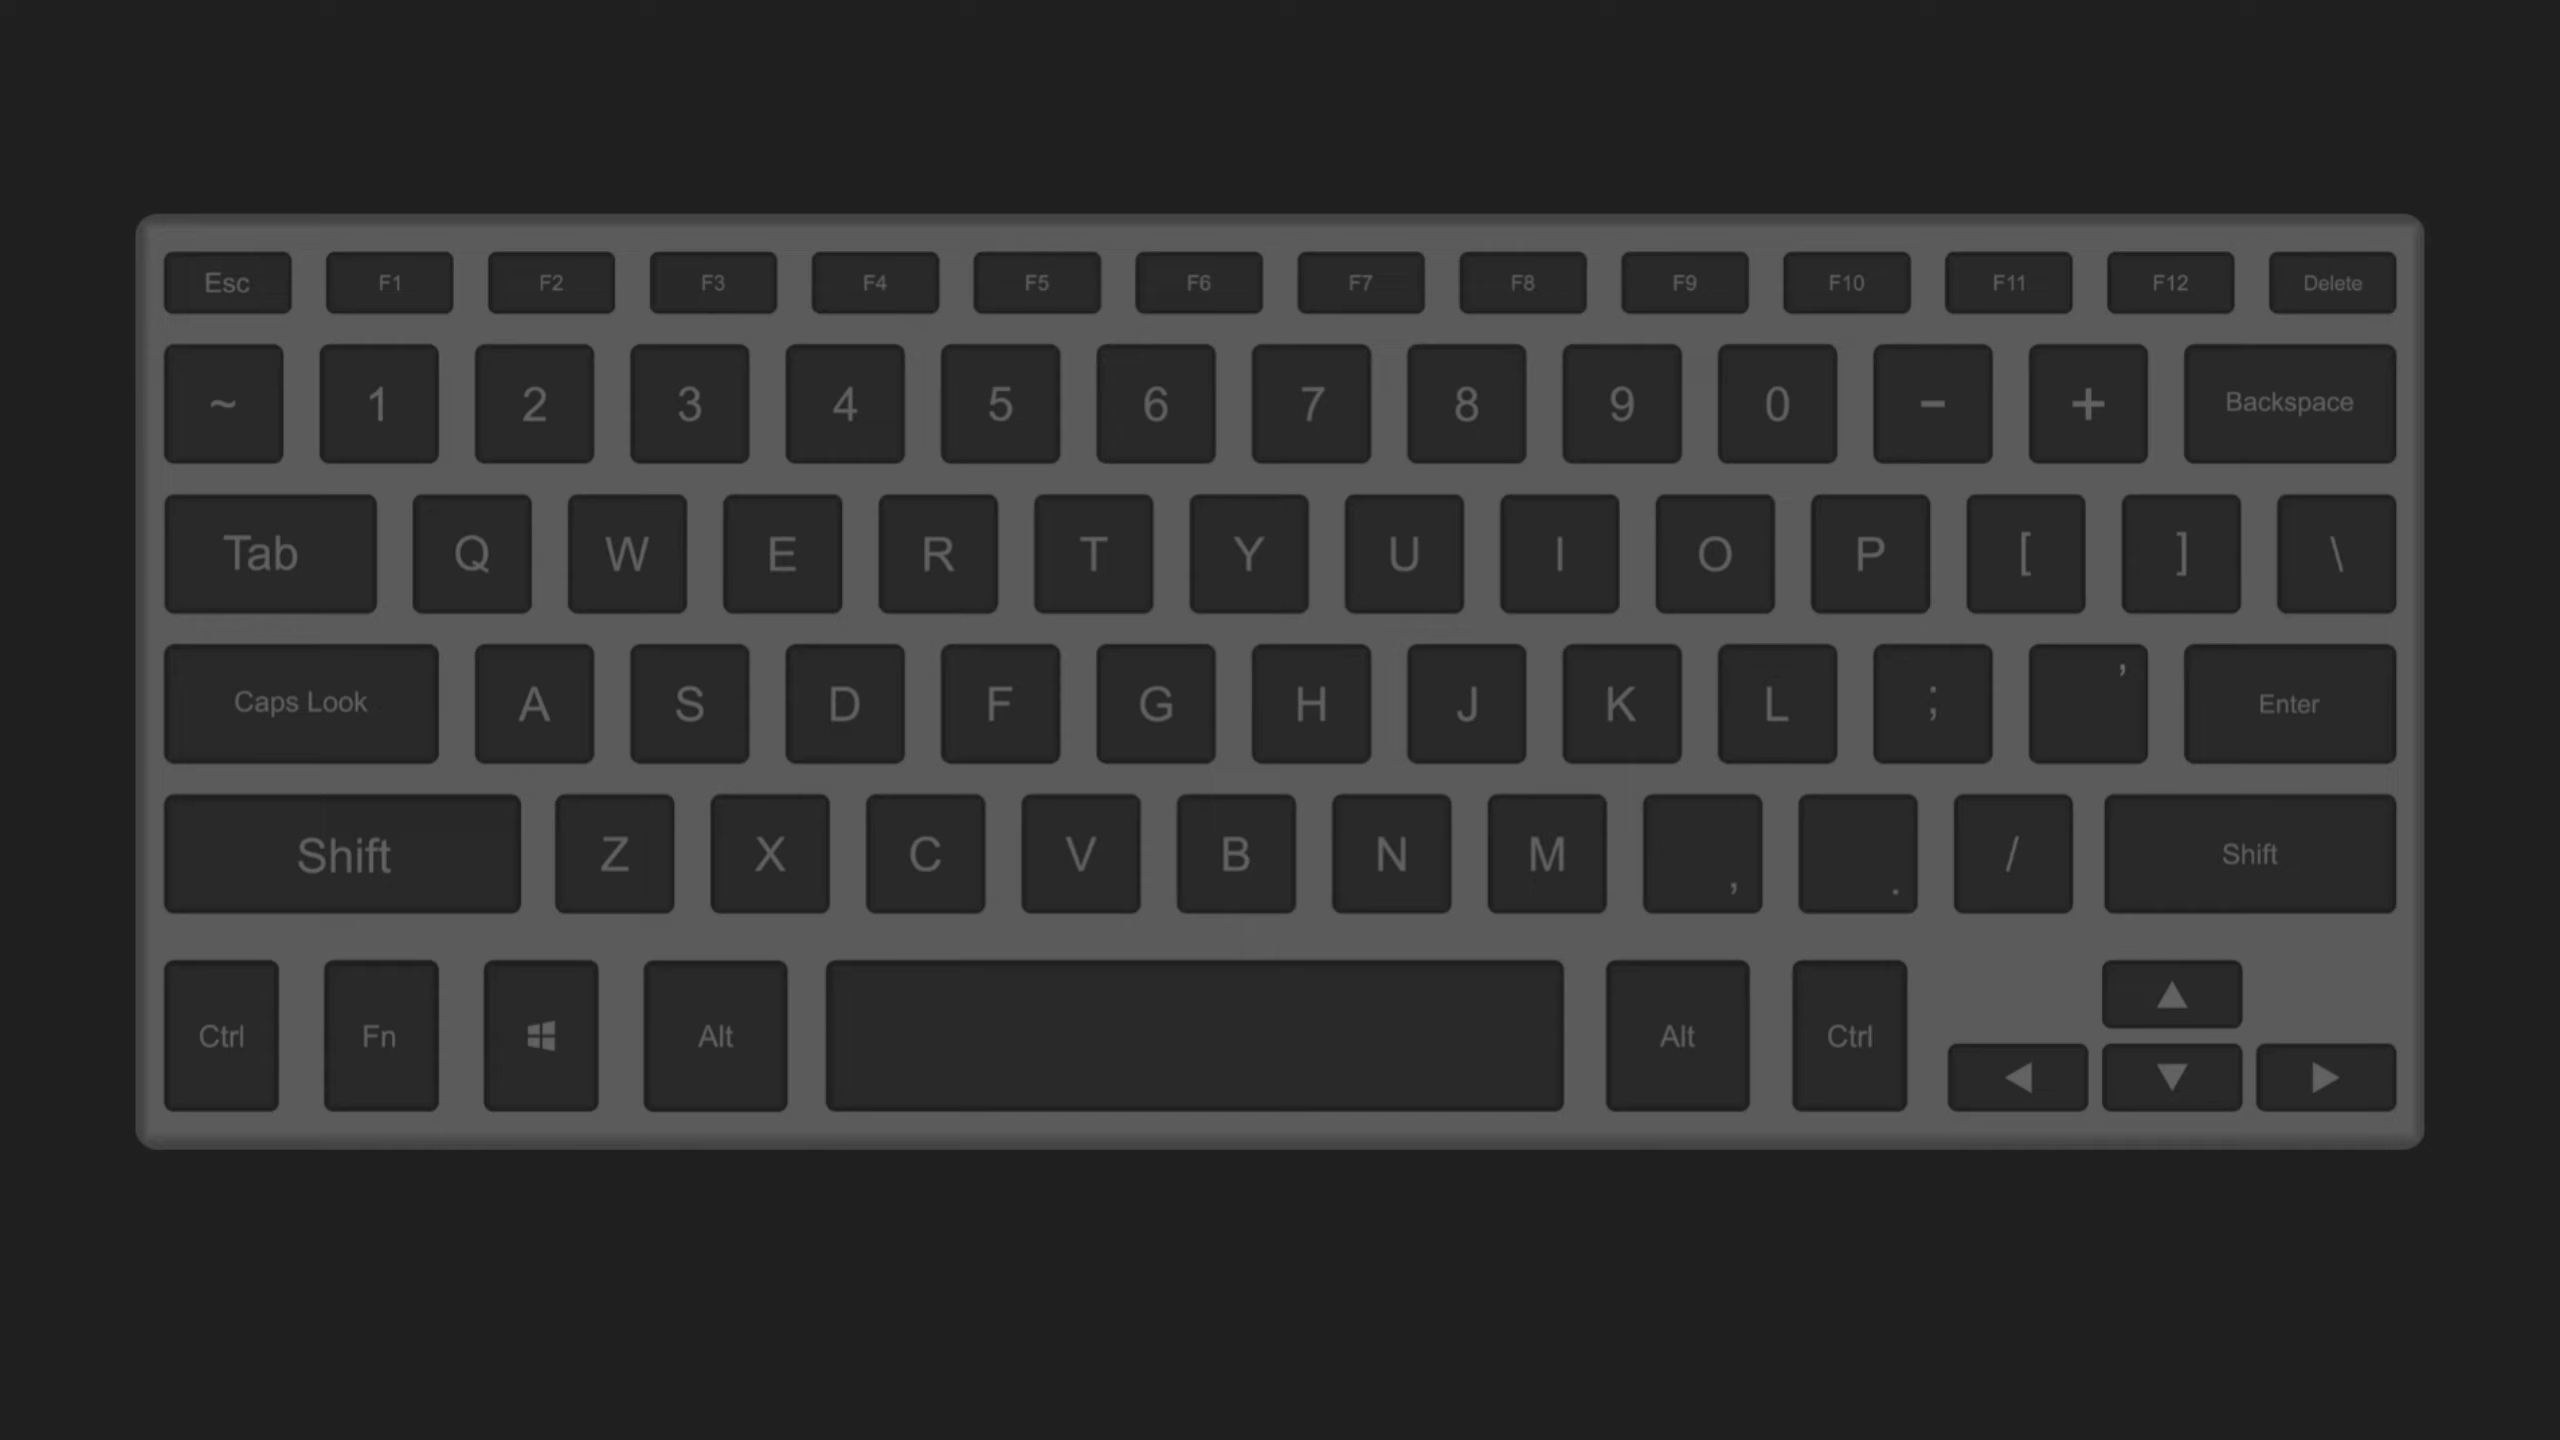 Esc F1 F2 F3 F4 F5 F6 F7 F8 F9 F10 F11 F12 Delete
~ 1 2 3 4 5 6 7 8 9 0 - + Backspace
Tab Q W E R T Y U I O P [ ] \
Caps Look A S D F G H J K L ; ' Enter
Shift Z X C V B N M , . / Shift
Ctrl Fn Alt Alt Ctrl